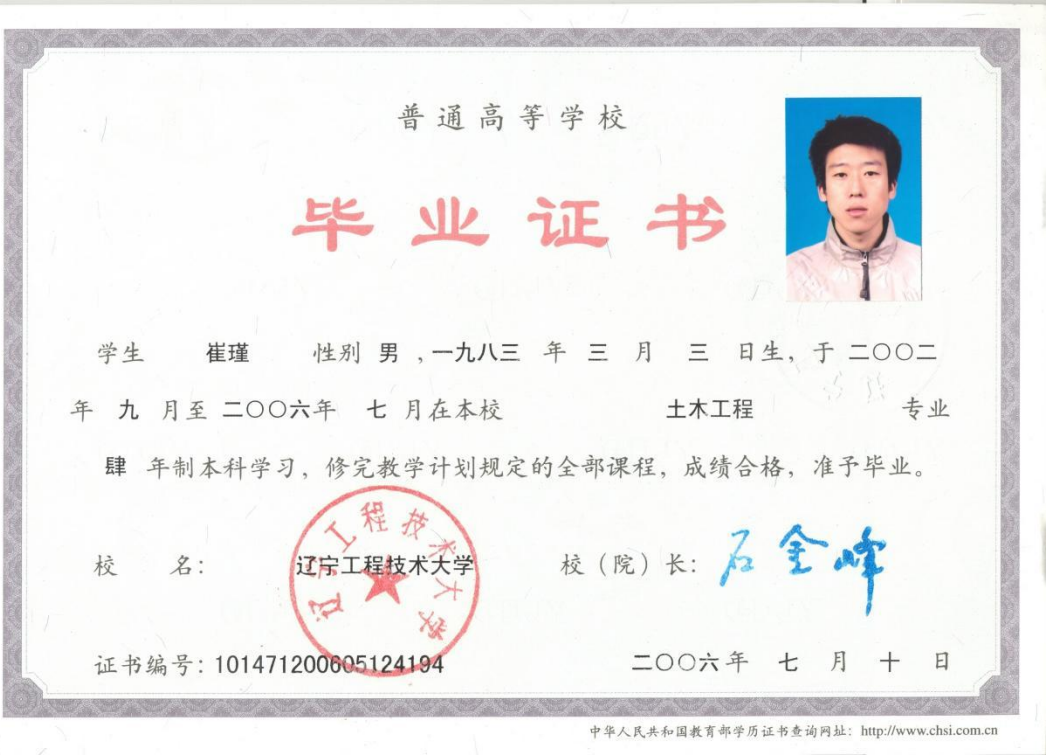 普通高等学校
毕业证书
学生 崔瑾 性别 男 ，一九八三 年 三 月 三 日生，于 二〇〇二
年 九 月至 二〇〇六年 七 月在本校 土木工程 专业
肆 年制本科学习，修完教学计划规定的全部课程，成绩合格，准予毕业。
辽宁工程技术大学
校 名： 辽宁工程技术大学 校（院）长：石金峰
证书编号：101471200605124194 二〇〇六年 七 月 十 日
中华人民共和国教育部学历证书查询网址：http://www.chsi.com.cn